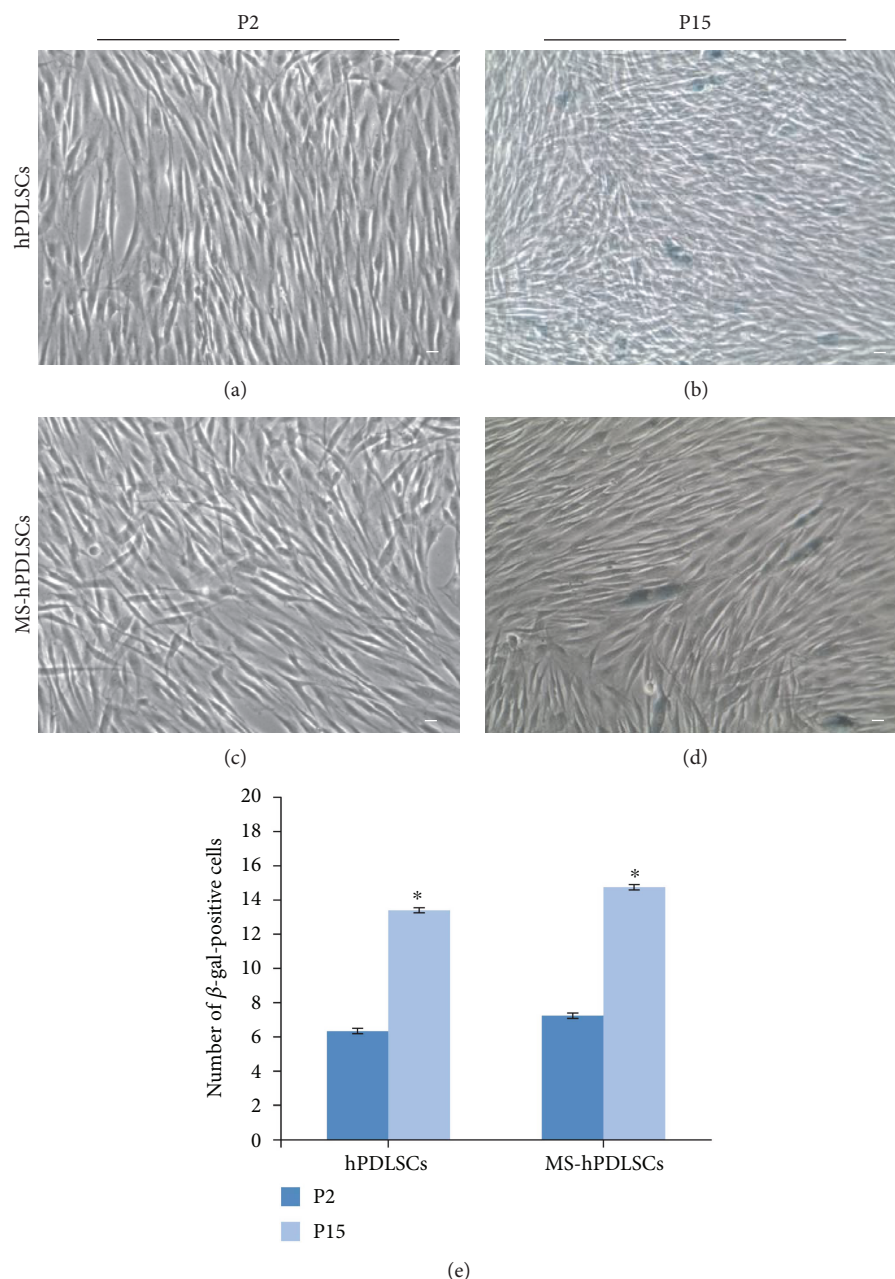 P2
P15
hPDLSCs
(a)
(b)
MS-hPDLSCs
(c)
(d)
Number of β-gal-positive cells
20
18
16
14
12
10
8
6
4
2
0
*
*
hPDLSCs
MS-hPDLSCs
P2
P15
(e)